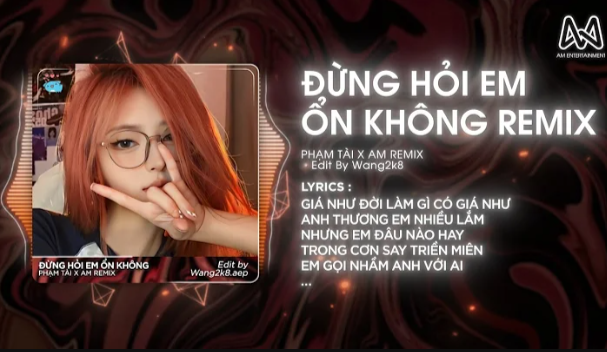 AM ENTERTAINMENT
ĐỪNG HỎI EM
ỔN KHÔNG REMIX
PHẠM TÀI X AM REMIX
• Edit By Wang2k8
LYRICS :
GIÁ NHƯ ĐỜI LÀM GÌ CÓ GIÁ NHƯ
ANH THƯƠNG EM NHIỀU LẮM
NHƯNG EM ĐÂU NÀO HAY
TRONG CƠN SAY TRIỀN MIÊN
EM GỌI NHẦM ANH VỚI AI
...
ĐỪNG HỎI EM ỔN KHÔNG
PHẠM TÀI X AM REMIX
Edit by
Wang2k8.aep